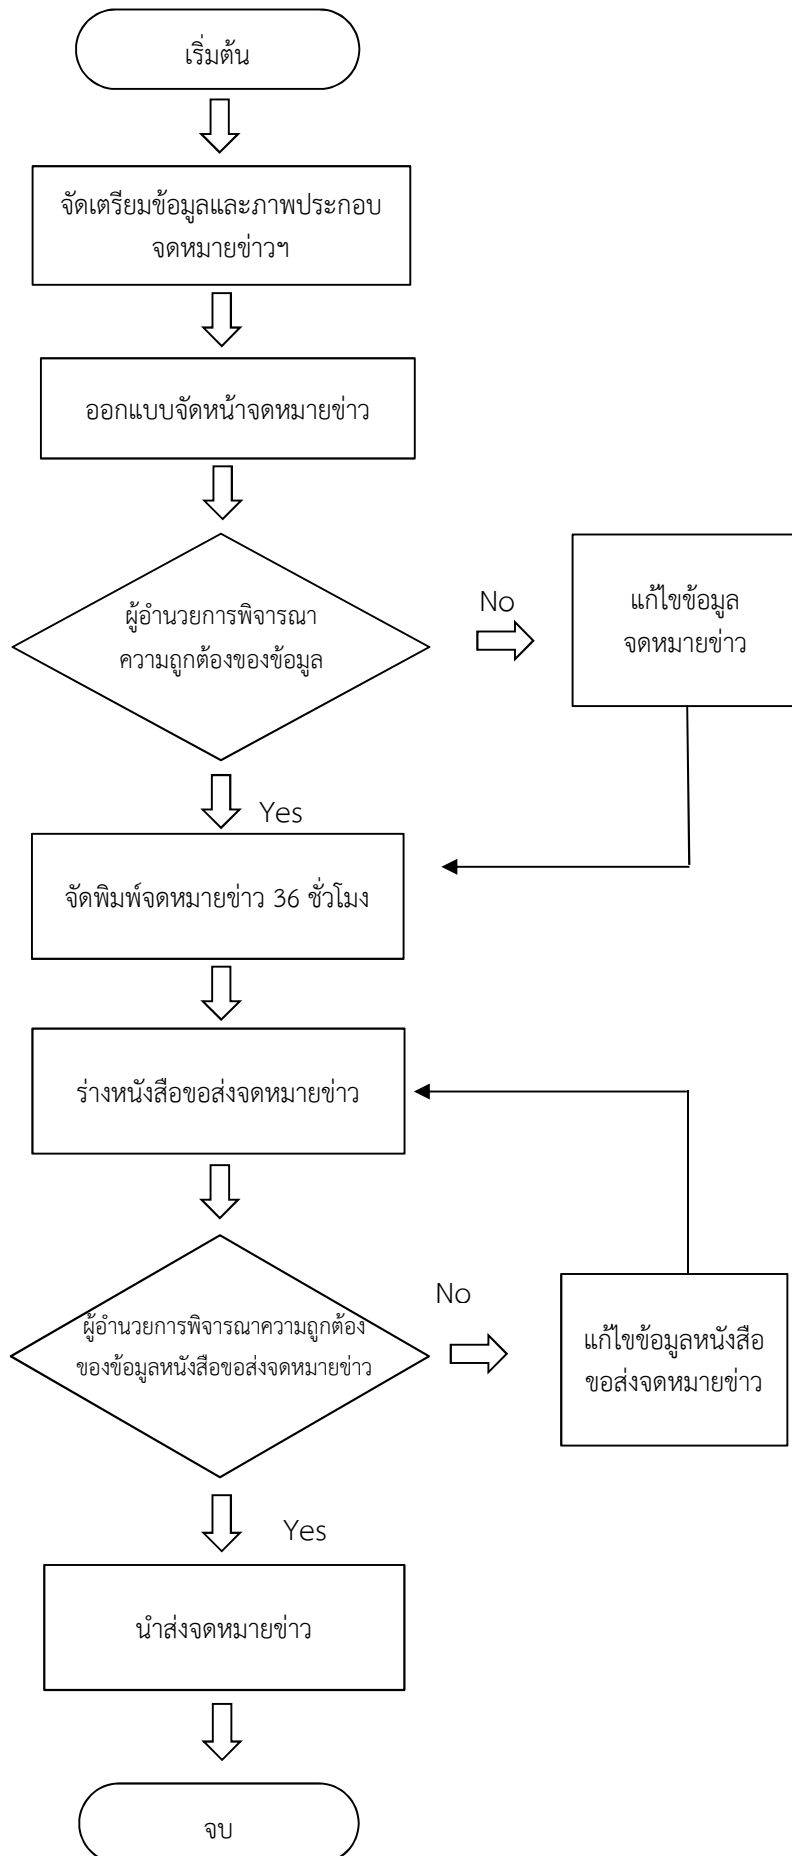 เริ่มต้น
จัดเตรียมข้อมูลและภาพประกอบ
จดหมายข่าวฯ
ออกแบบจัดหน้าจดหมายข่าว
ผู้อำนวยการพิจารณา
ความถูกต้องของข้อมูล
No
แก้ไขข้อมูล
จดหมายข่าว
Yes
จัดพิมพ์จดหมายข่าว 36 ชั่วโมง
ร่างหนังสือขอส่งจดหมายข่าว
ผู้อำนวยการพิจารณาความถูกต้อง
ของข้อมูลหนังสือขอส่งจดหมายข่าว
No
แก้ไขข้อมูลหนังสือ
ขอส่งจดหมายข่าว
Yes
นำส่งจดหมายข่าว
จบ